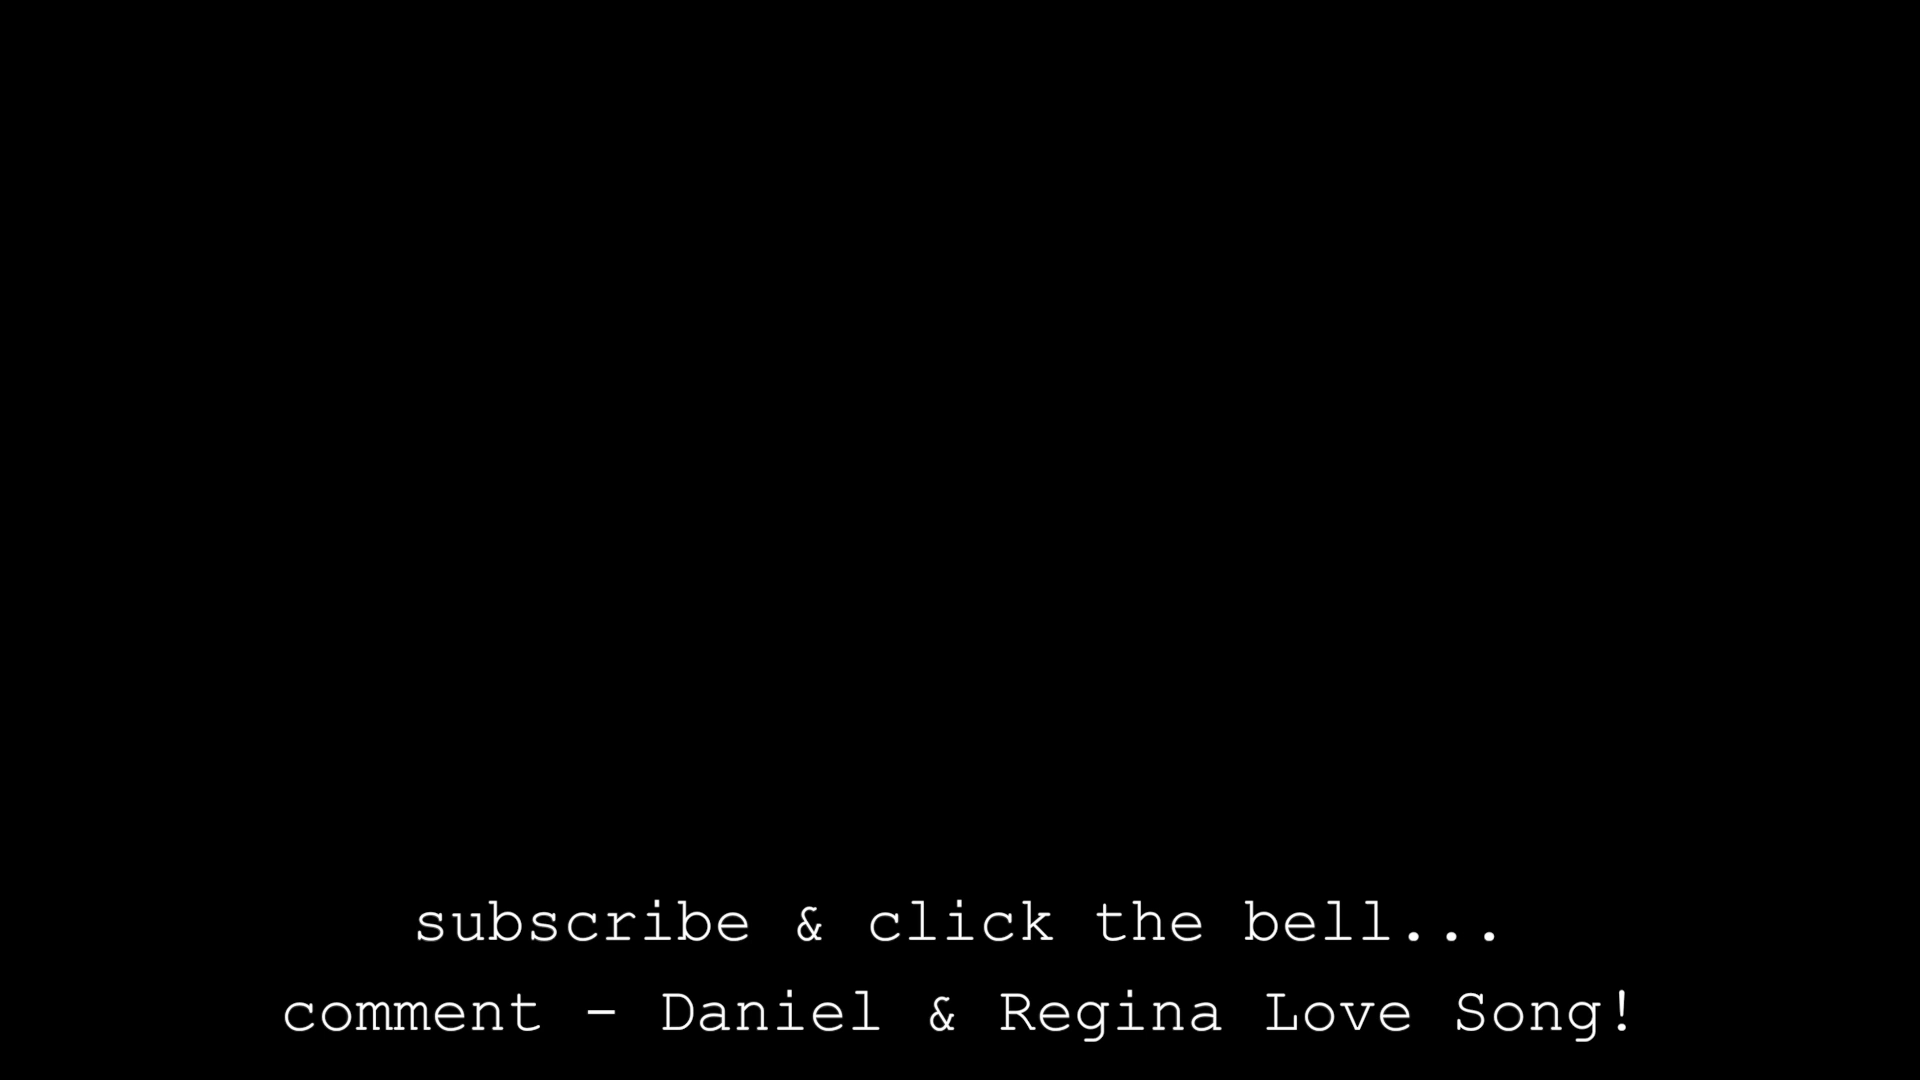 subscribe & click the bell...
comment - Daniel & Regina Love Song!